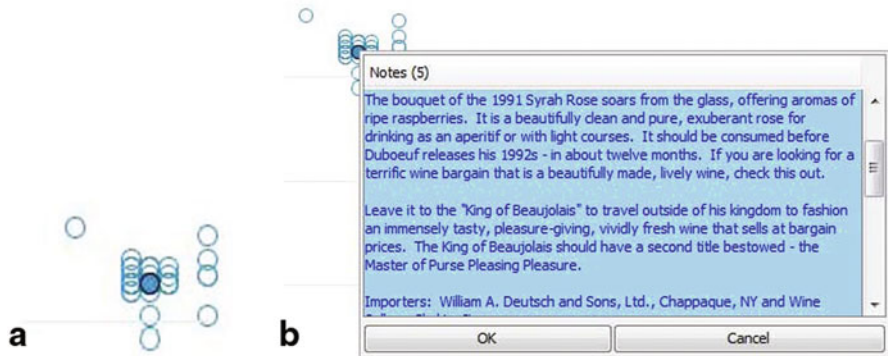 a
b
Notes (5)
The bouquet of the 1991 Syrah Rose soars from the glass, offering aromas of
ripe raspberries. It is a beautifully clean and pure, exuberant rose for
drinking as an aperitif or with light courses. It should be consumed before
Duboeuf releases his 1992s - in about twelve months. If you are looking for a
terrific wine bargain that is a beautifully made, lively wine, check this out.
Leave it to the "King of Beaujolais" to travel outside of his kingdom to fashion
an immensely tasty, pleasure-giving, vividly fresh wine that sells at bargain
prices. The King of Beaujolais should have a second title bestowed - the
Master of Purse Pleasing Pleasure.
Importers: William A. Deutsch and Sons, Ltd., Chappaque, NY and Wine
OK
Cancel